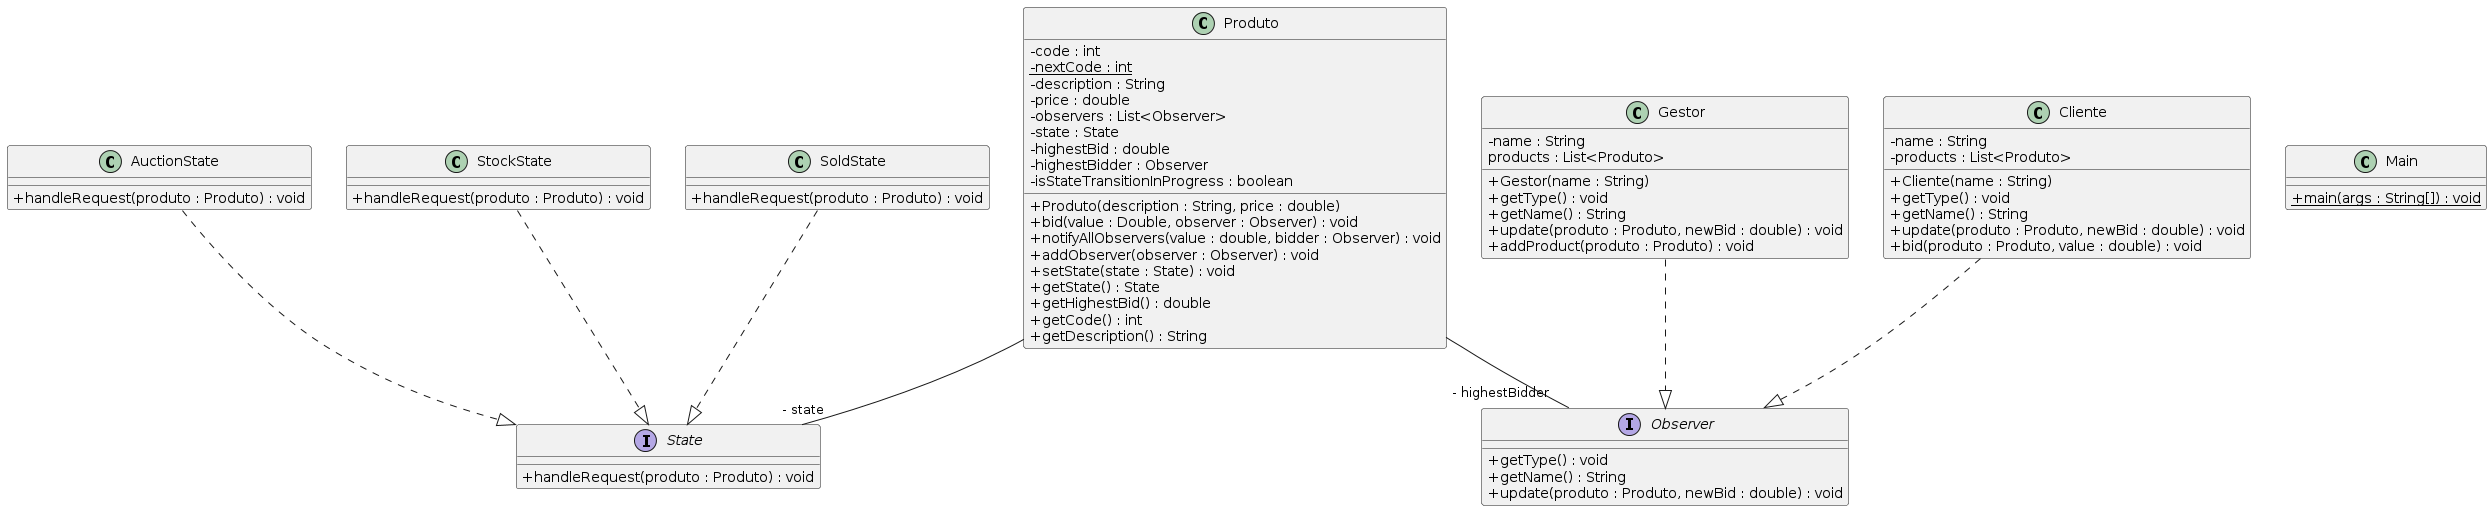 C Produto
-code : int
-nextCode : int
-description : String
-price : double
-observers : List<Observer>
-state : State
-highestBid : double
-highestBidder : Observer
-isStateTransitionInProgress : boolean
+Produto(description : String, price : double)
+bid(value : Double, observer : Observer) : void
+notifyAllObservers(value : double, bidder : Observer) : void
+addObserver(observer : Observer) : void
+setState(state : State) : void
+getState() : State
+getHighestBid() : double
+getCode() : int
+getDescription() : String
C AuctionState
+handleRequest(produto : Produto) : void
C StockState
+handleRequest(produto : Produto) : void
C SoldState
+handleRequest(produto : Produto) : void
C Gestor
-name : String
products : List<Produto>
+Gestor(name : String)
+getType() : void
+getName() : String
+update(produto : Produto, newBid : double) : void
+addProduct(produto : Produto) : void
C Cliente
-name : String
-products : List<Produto>
+Cliente(name : String)
+getType() : void
+getName() : String
+update(produto : Produto, newBid : double) : void
+bid(produto : Produto, value : double) : void
C Main
+main(args : String[]) : void
- state
- highestBidder
I State
+handleRequest(produto : Produto) : void
I Observer
+getType() : void
+getName() : String
+update(produto : Produto, newBid : double) : void